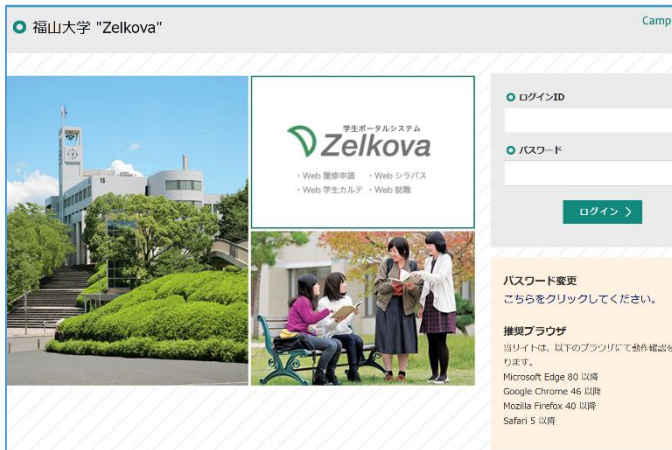 福山大学 "Zelkova"
Camp
学生ポータルシステム
Zelkova
・Web 履修申請 ・Web シラバス
・Web 学生カルテ ・Web 就職
ログインID
パスワード
ログイン
パスワード変更
こちらをクリックしてください。
推奨ブラウザ
当サイトは、以下のブラウザにて動作確認を
ります。
Microsoft Edge 80 以降
Google Chrome 46 以降
Mozilla Firefox 40 以降
Safari 5 以降